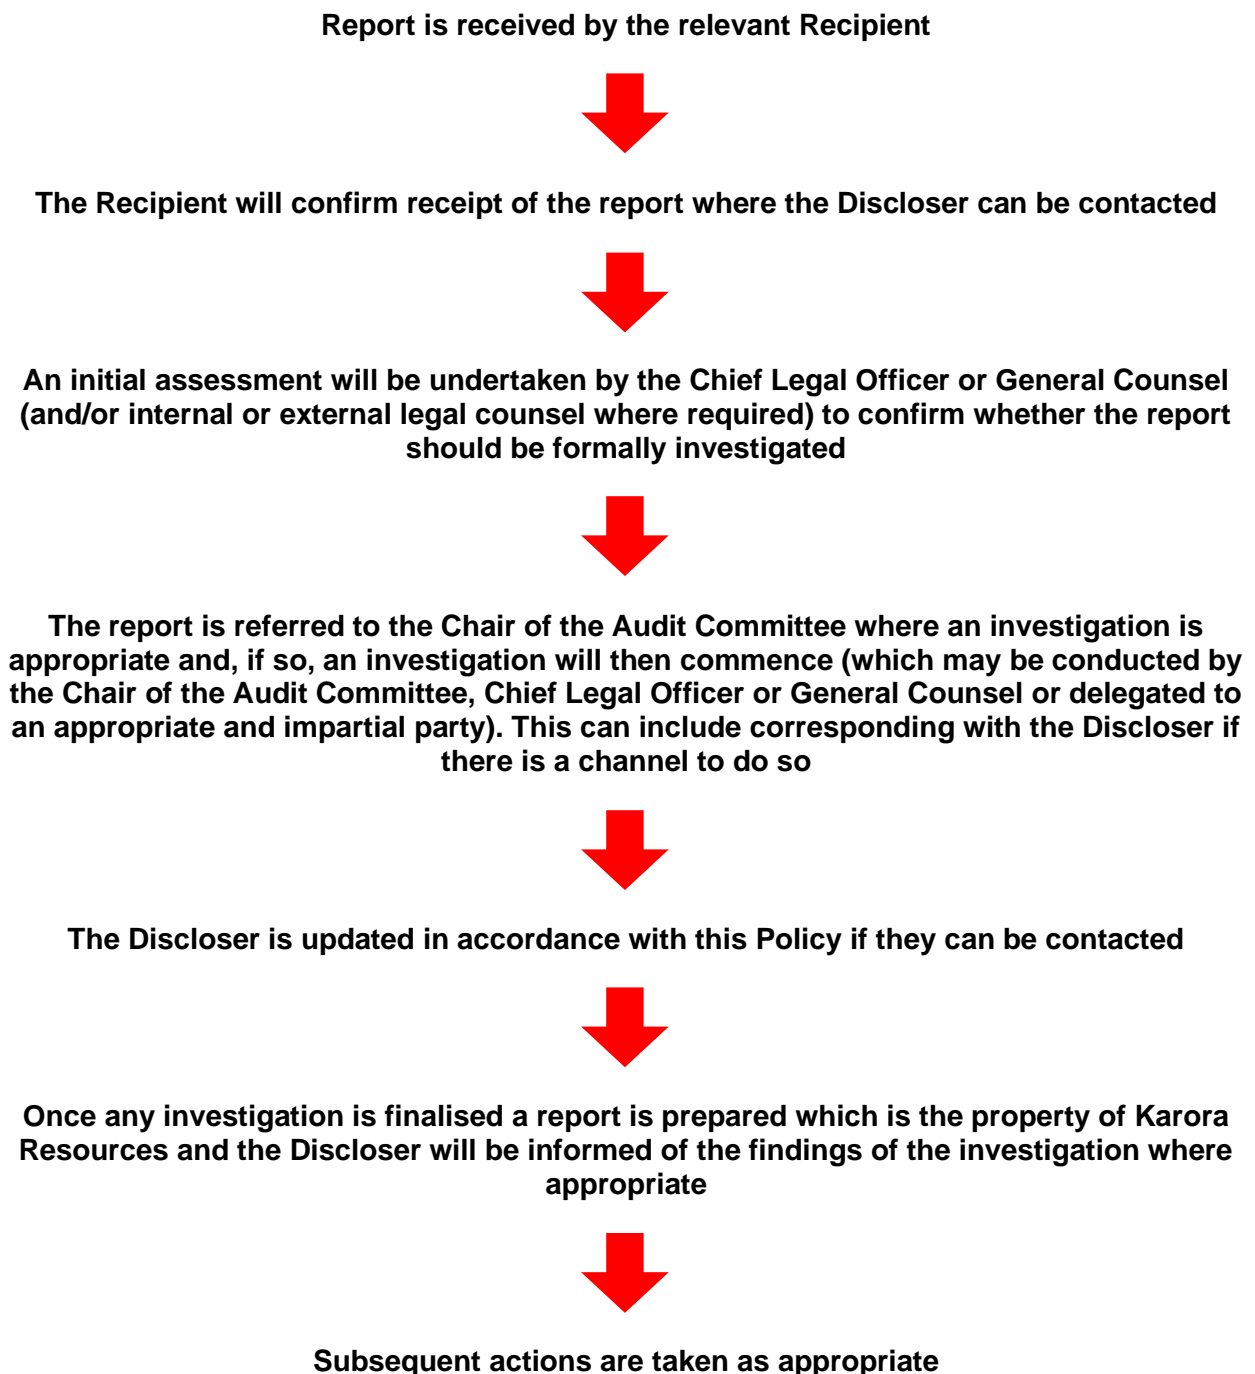 Report is received by the relevant Recipient
The Recipient will confirm receipt of the report where the Discloser can be contacted
An initial assessment will be undertaken by the Chief Legal Officer or General Counsel
(and/or internal or external legal counsel where required) to confirm whether the report
should be formally investigated
The report is referred to the Chair of the Audit Committee where an investigation is
appropriate and, if so, an investigation will then commence (which may be conducted by
the Chair of the Audit Committee, Chief Legal Officer or General Counsel or delegated to
an appropriate and impartial party). This can include corresponding with the Discloser if
there is a channel to do so
The Discloser is updated in accordance with this Policy if they can be contacted
Once any investigation is finalised a report is prepared which is the property of Karora
Resources and the Discloser will be informed of the findings of the investigation where
appropriate
Subsequent actions are taken as appropriate